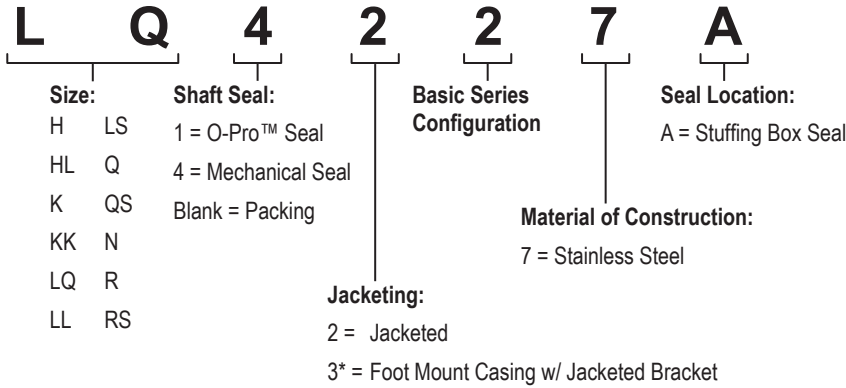 L Q 4 2 2 7 A
Size:
H LS
HL Q
K QS
KK N
LQ R
LL RS
Shaft Seal:
1 = O-Pro™ Seal
4 = Mechanical Seal
Blank = Packing
Jacketing:
2 = Jacketed
3* = Foot Mount Casing w/ Jacketed Bracket
Basic Series
Configuration
Material of Construction:
7 = Stainless Steel
Seal Location:
A = Stuffing Box Seal